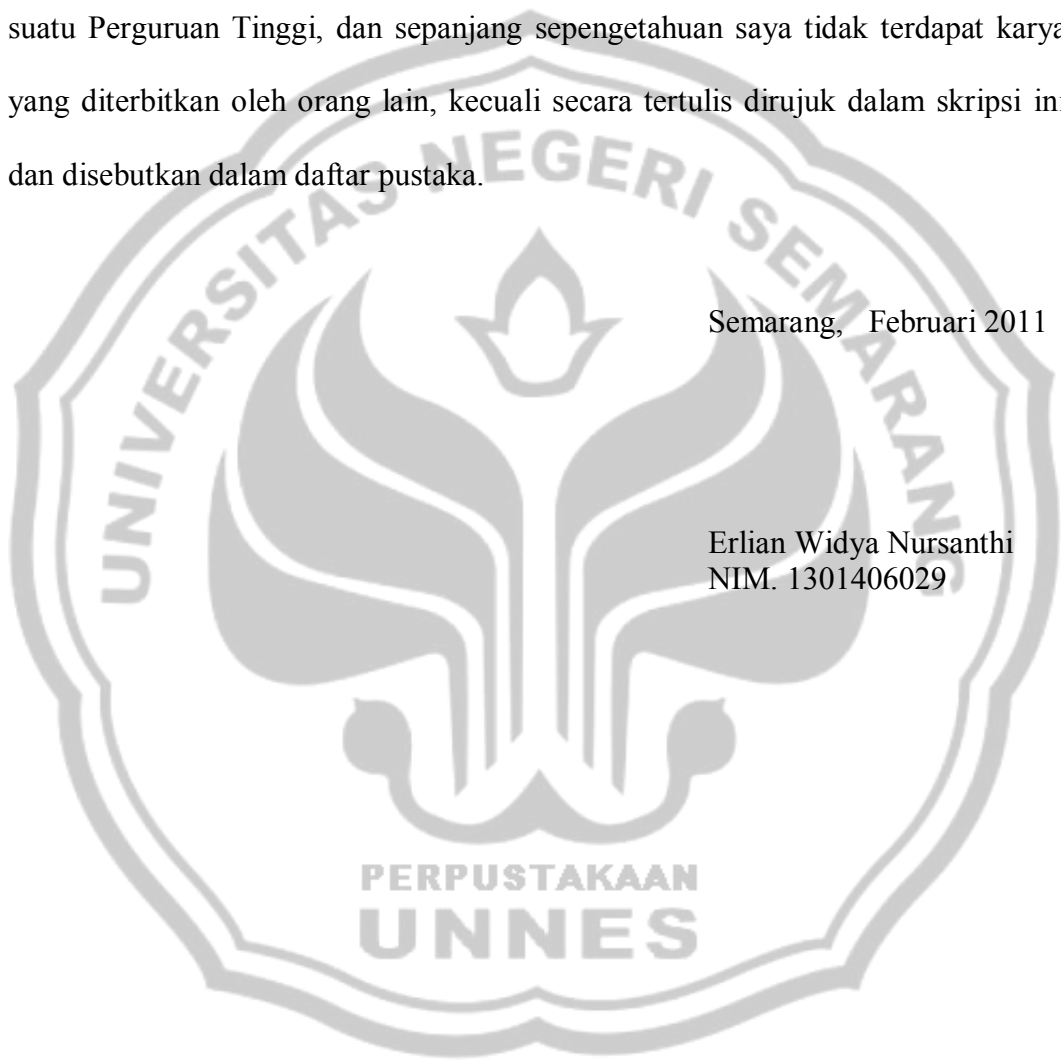 suatu Perguruan Tinggi, dan sepanjang sepengetahuan saya tidak terdapat karya
yang diterbitkan oleh orang lain, kecuali secara tertulis dirujuk dalam skripsi ini
dan disebutkan dalam daftar pustaka.
UNIVERSITAS NEGERI SEMARANG
Semarang, Februari 2011
Erlian Widya Nursanthi
NIM. 1301406029
PERPUSTAKAAN
UNNES